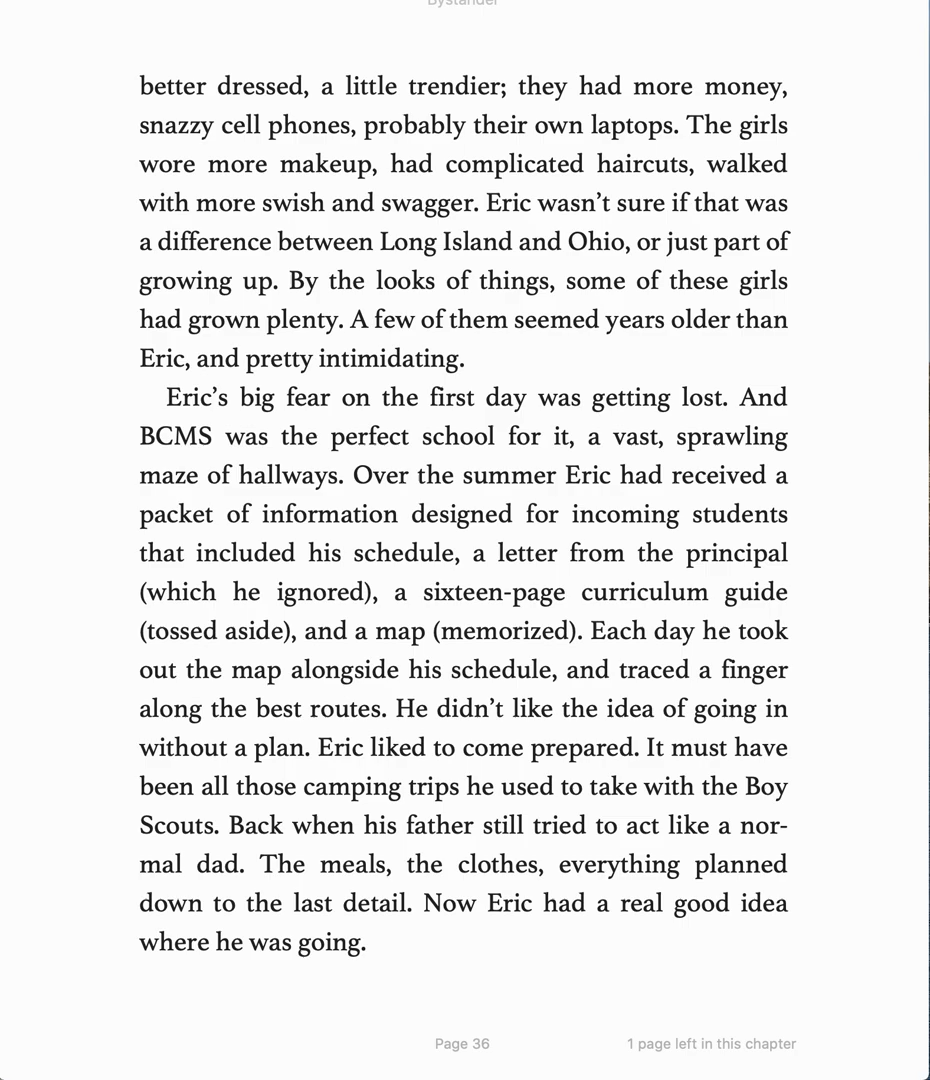 Bystander
better dressed, a little trendier; they had more money,
snazzy cell phones, probably their own laptops. The girls
wore more makeup, had complicated haircuts, walked
with more swish and swagger. Eric wasn’t sure if that was
a difference between Long Island and Ohio, or just part of
growing up. By the looks of things, some of these girls
had grown plenty. A few of them seemed years older than
Eric, and pretty intimidating.
Eric’s big fear on the first day was getting lost. And
BCMS was the perfect school for it, a vast, sprawling
maze of hallways. Over the summer Eric had received a
packet of information designed for incoming students
that included his schedule, a letter from the principal
(which he ignored), a sixteen-page curriculum guide
(tossed aside), and a map (memorized). Each day he took
out the map alongside his schedule, and traced a finger
along the best routes. He didn’t like the idea of going in
without a plan. Eric liked to come prepared. It must have
been all those camping trips he used to take with the Boy
Scouts. Back when his father still tried to act like a nor-
mal dad. The meals, the clothes, everything planned
down to the last detail. Now Eric had a real good idea
where he was going.
Page 36
1 page left in this chapter